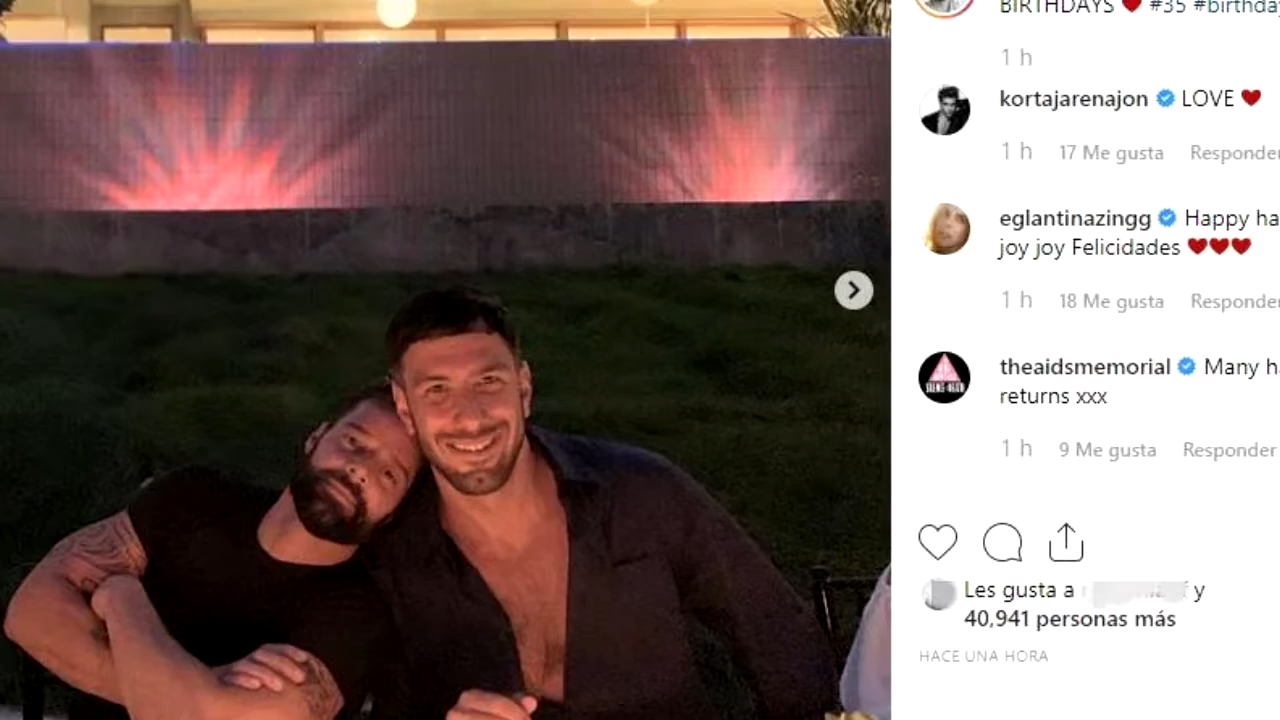 BIRTHDAYS ❤ #35 #birthday
1 h
kortajarenajon LOVE ❤
1 h 17 Me gusta Responder
eglantinazingg Happy ha
joy joy Felicidades ❤❤❤
1 h 18 Me gusta Responder
theaidsmemorial Many h
returns xxx
1 h 9 Me gusta Responder
Les gusta a y
40,941 personas más
HACE UNA HORA